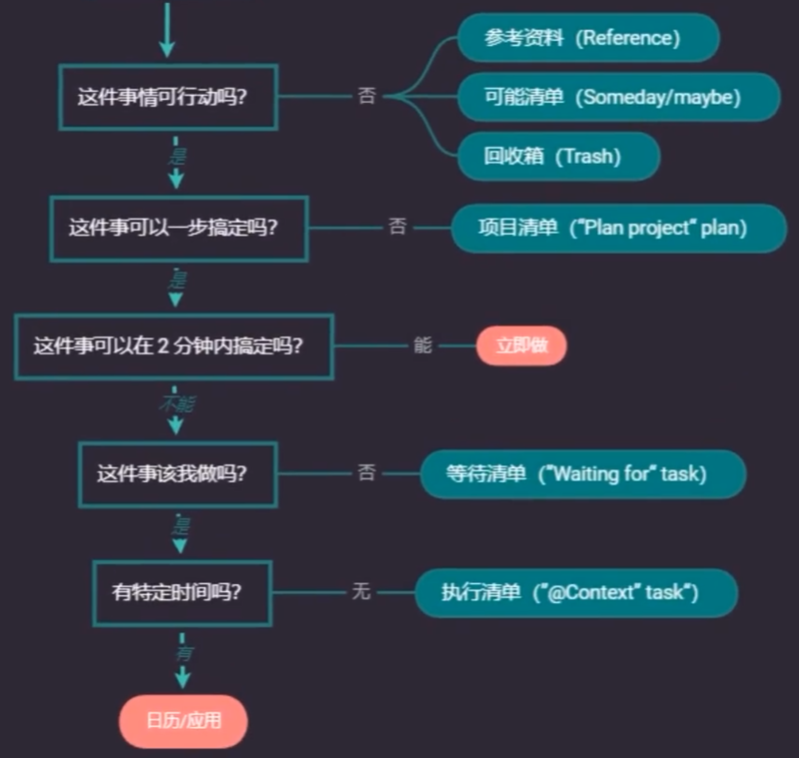 参考资料（Reference）
这件事情可行动吗？
否
可能清单（Someday/maybe）
回收箱（Trash）
是
这件事可以一步搞定吗？
否
项目清单（“Plan project“ plan）
是
这件事可以在 2 分钟内搞定吗？
能
立即做
不能
这件事该我做吗？
否
等待清单（“Waiting for“ task）
是
有特定时间吗？
无
执行清单（“@Context” task“）
有
日历/应用